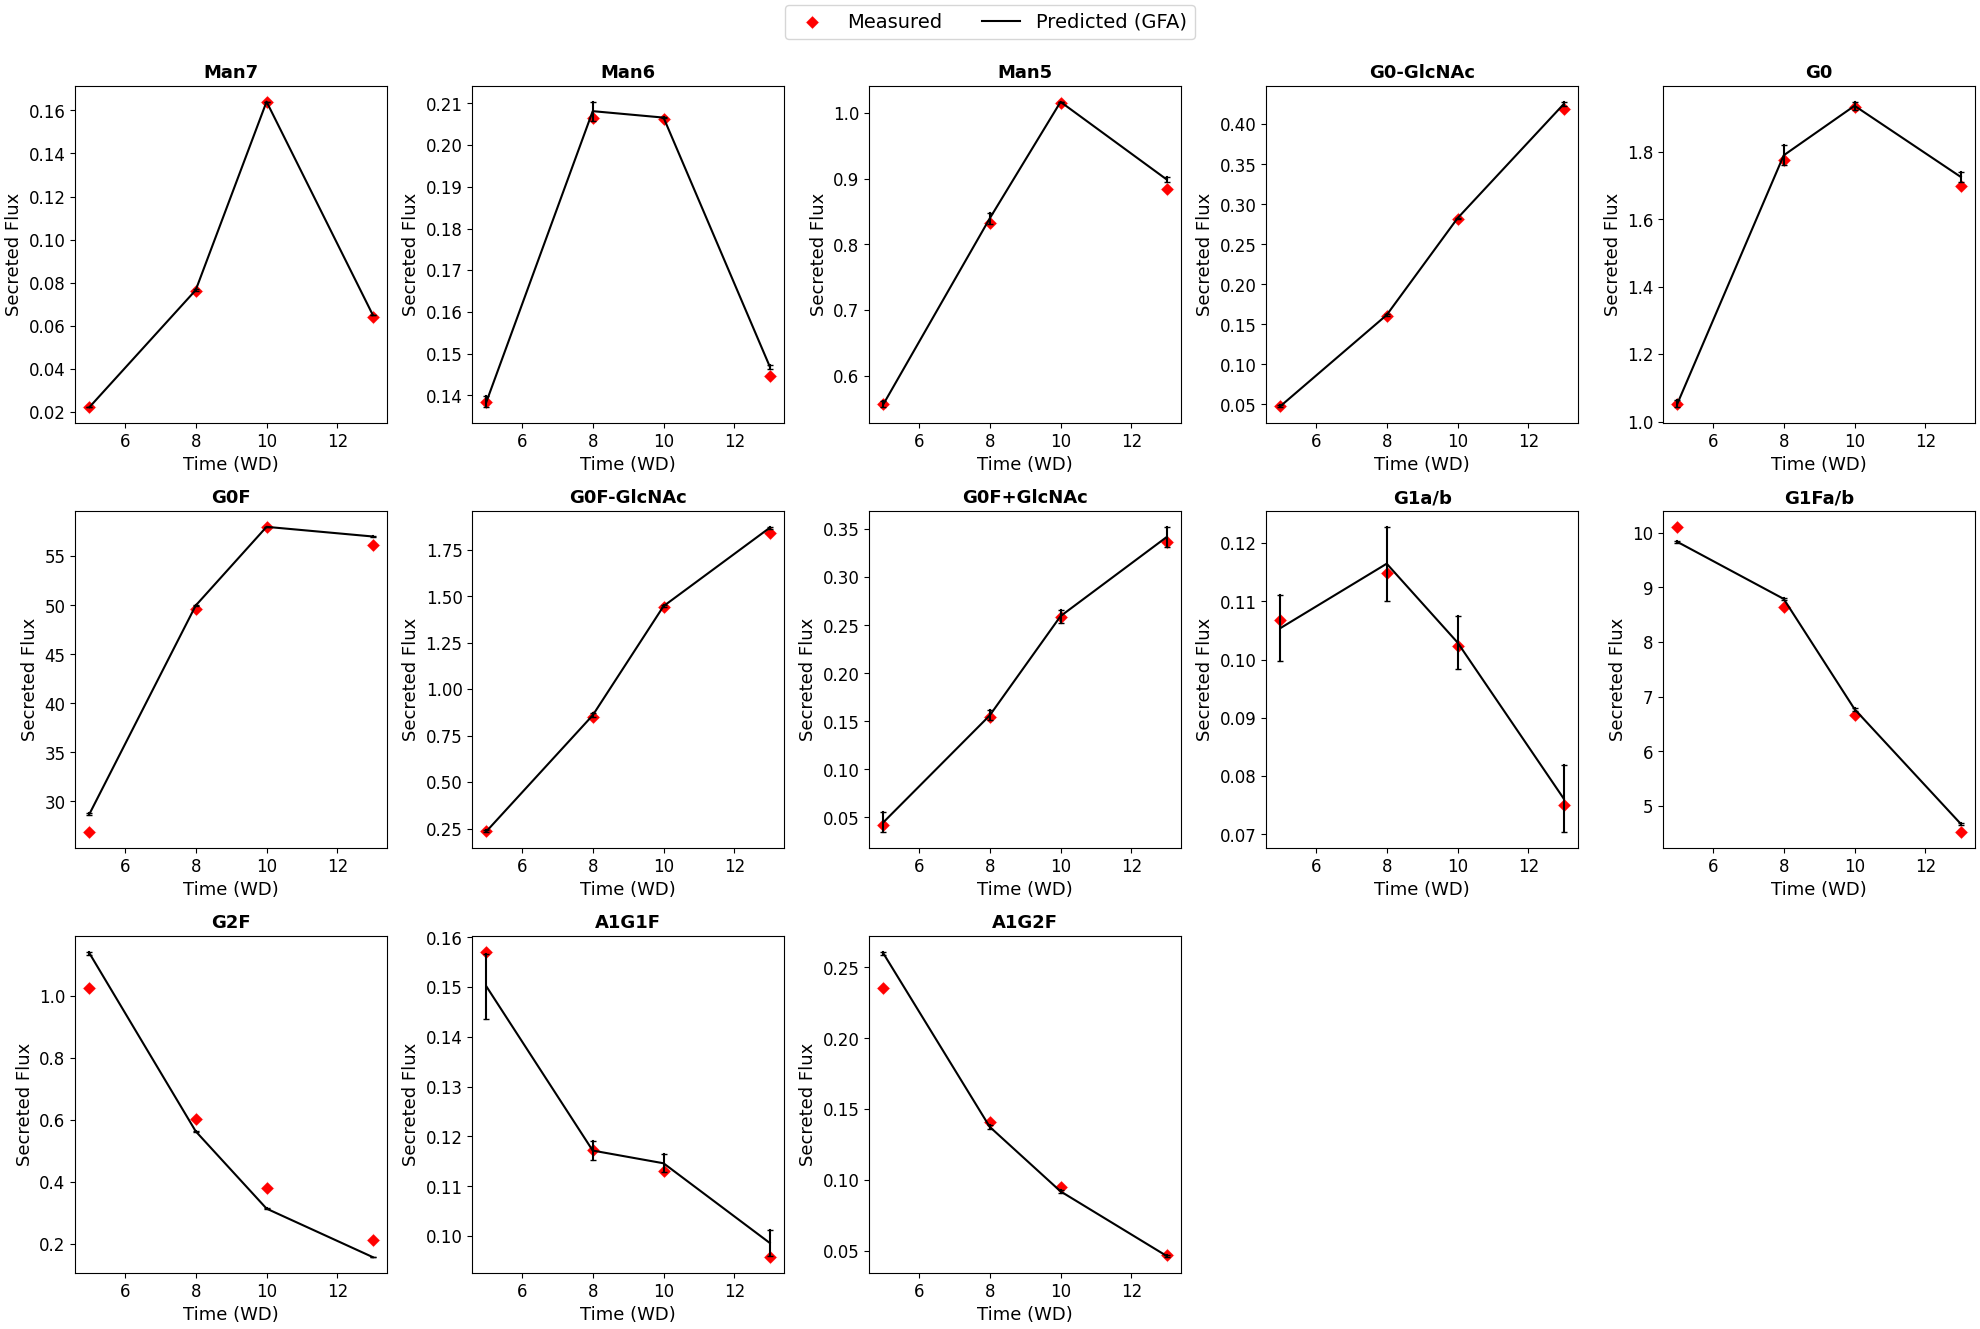 Measured Predicted (GFA)
Man7 Man6 Man5 G0-GlcNAc G0
Secreted Flux
0.16
0.14
0.12
0.10
0.08
0.06
0.04
0.02
6 8 10 12
Time (WD)
Secreted Flux
0.21
0.20
0.19
0.18
0.17
0.16
0.15
0.14
6 8 10 12
Time (WD)
Secreted Flux
1.0
0.9
0.8
0.7
0.6
6 8 10 12
Time (WD)
Secreted Flux
0.40
0.35
0.30
0.25
0.20
0.15
0.10
0.05
6 8 10 12
Time (WD)
Secreted Flux
1.8
1.6
1.4
1.2
1.0
6 8 10 12
Time (WD)
G0F G0F-GlcNAc G0F+GlcNAc G1a/b G1Fa/b
Secreted Flux
55
50
45
40
35
30
6 8 10 12
Time (WD)
Secreted Flux
1.75
1.50
1.25
1.00
0.75
0.50
0.25
6 8 10 12
Time (WD)
Secreted Flux
0.35
0.30
0.25
0.20
0.15
0.10
0.05
6 8 10 12
Time (WD)
Secreted Flux
0.12
0.11
0.10
0.09
0.08
0.07
6 8 10 12
Time (WD)
Secreted Flux
10
9
8
7
6
5
6 8 10 12
Time (WD)
G2F A1G1F A1G2F
Secreted Flux
1.0
0.8
0.6
0.4
0.2
6 8 10 12
Time (WD)
Secreted Flux
0.16
0.15
0.14
0.13
0.12
0.11
0.10
6 8 10 12
Time (WD)
Secreted Flux
0.25
0.20
0.15
0.10
0.05
6 8 10 12
Time (WD)